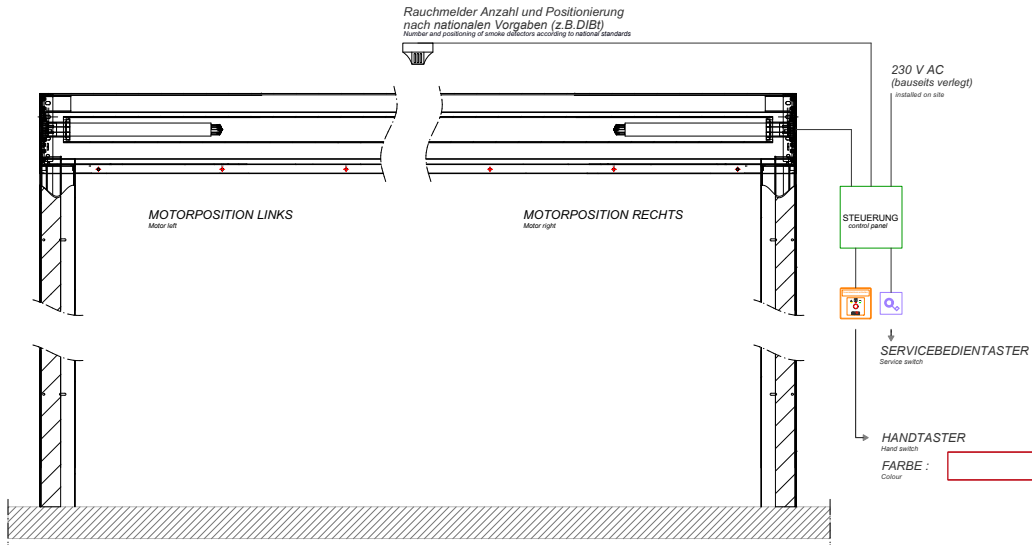 Rauchmelder Anzahl und Positionierung
nach nationalen Vorgaben (z.B.DIBt)
Number and positioning of smoke detectors according to national standards
230 V AC
(bauseits verlegt)
installed on site
MOTORPOSITION LINKS
Motor left
MOTORPOSITION RECHTS
Motor right
STEUERUNG
control panel
SERVICEBEDIENTASTER
Service switch
HANDTASTER
Hand switch
FARBE :
Colour